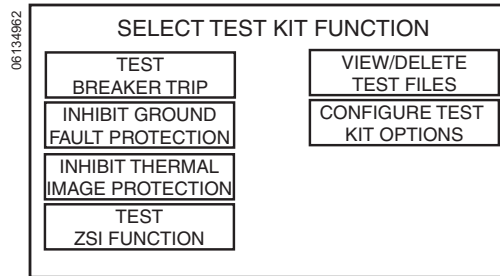 06134962
SELECT TEST KIT FUNCTION
TEST
BREAKER TRIP
INHIBIT GROUND
FAULT PROTECTION
INHIBIT THERMAL
IMAGE PROTECTION
TEST
ZSI FUNCTION
VIEW/DELETE
TEST FILES
CONFIGURE TEST
KIT OPTIONS